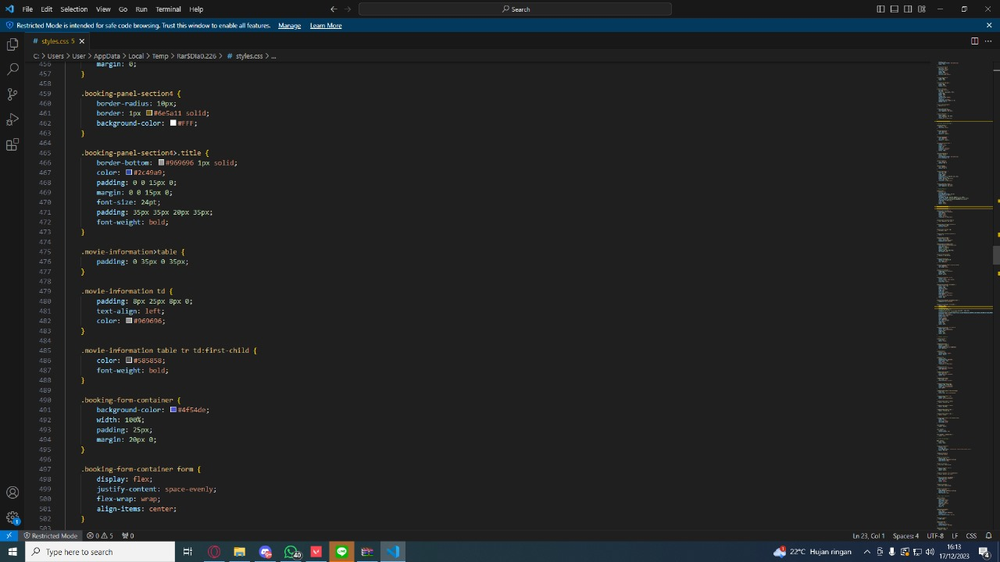 File Edit Selection View Go Run Terminal Help
Search
Restricted Mode is intended for safe code browsing. Trust this window to enable all features. Manage Learn More
# styles.css 5
C: > Users > User > AppData > Local > Temp > Rar$DIa0.226 > # styles.css > ...
456 margin: 0;
457 }
458
459 .booking-panel-section4 {
460 border-radius: 10px;
461 border: 1px #6e5a11 solid;
462 background-color: #FFF;
463 }
464
465 .booking-panel-section4>.title {
466 border-bottom: #969696 1px solid;
467 color: #2c49a9;
468 padding: 0 0 15px 0;
469 margin: 0 0 15px 0;
470 font-size: 24pt;
471 padding: 35px 35px 20px 35px;
472 font-weight: bold;
473 }
474
475 .movie-information>table {
476 padding: 0 35px 0 35px;
477 }
478
479 .movie-information td {
480 padding: 8px 25px 8px 0;
481 text-align: left;
482 color: #969696;
483 }
484
485 .movie-information table tr td:first-child {
486 color: #585858;
487 font-weight: bold;
488 }
489
490 .booking-form-container {
491 background-color: #4f54de;
492 width: 100%;
493 padding: 25px;
494 margin: 20px 0;
495 }
496
497 .booking-form-container form {
498 display: flex;
499 justify-content: space-evenly;
500 flex-wrap: wrap;
501 align-items: center;
502 }
503
1
Restricted Mode 0 5 0 Ln 23, Col 1 Spaces: 4 UTF-8 LF CSS
Type here to search
40
22°C Hujan ringan
16:13
17/12/2023
4